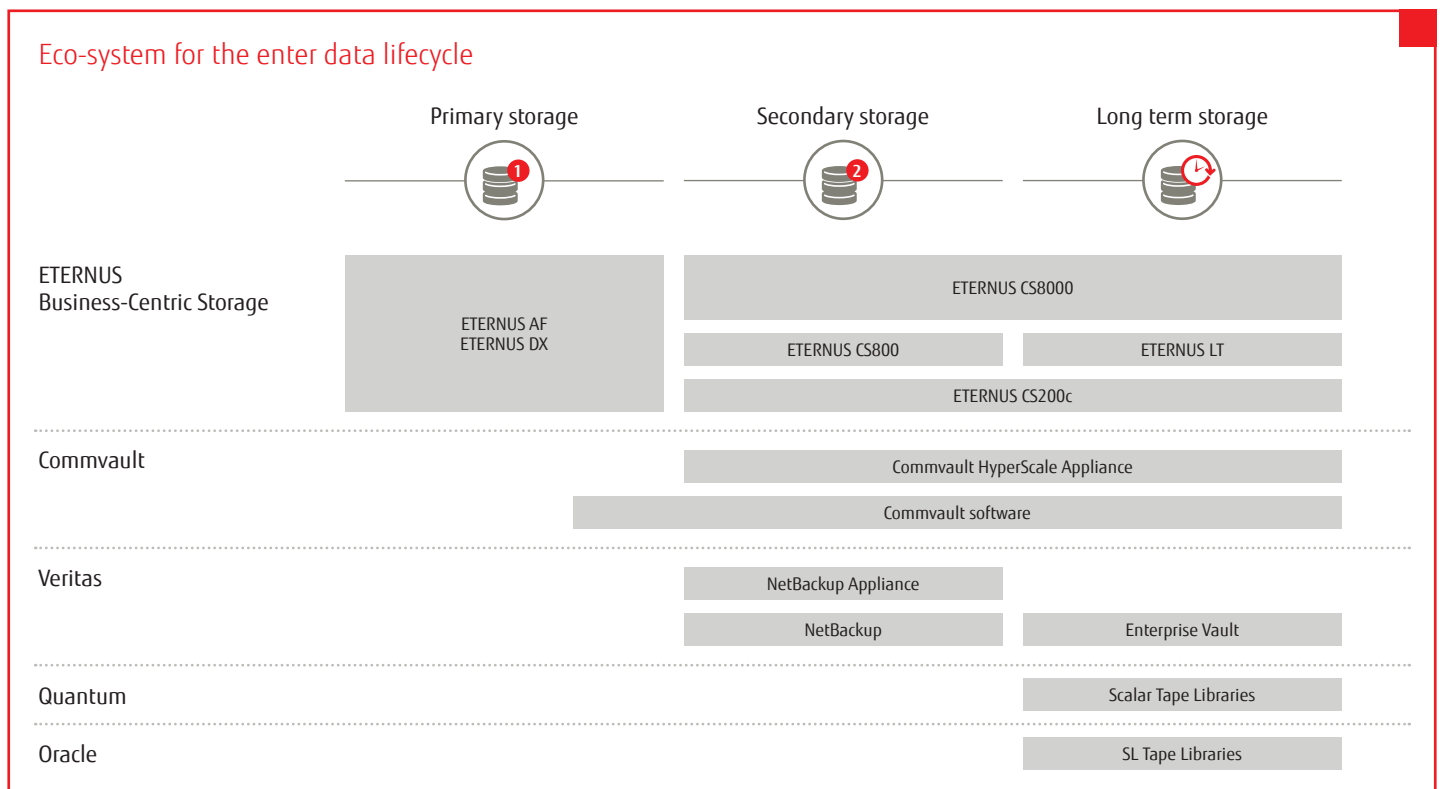 Eco-system for the enter data lifecycle
Primary storage
Secondary storage
Long term storage
1
2
ETERNUS
Business-Centric Storage
ETERNUS AF
ETERNUS DX
ETERNUS CS8000
ETERNUS CS800
ETERNUS LT
ETERNUS CS200c
Commvault
Commvault HyperScale Appliance
Commvault software
Veritas
NetBackup Appliance
NetBackup
Enterprise Vault
Quantum
Scalar Tape Libraries
Oracle
SL Tape Libraries